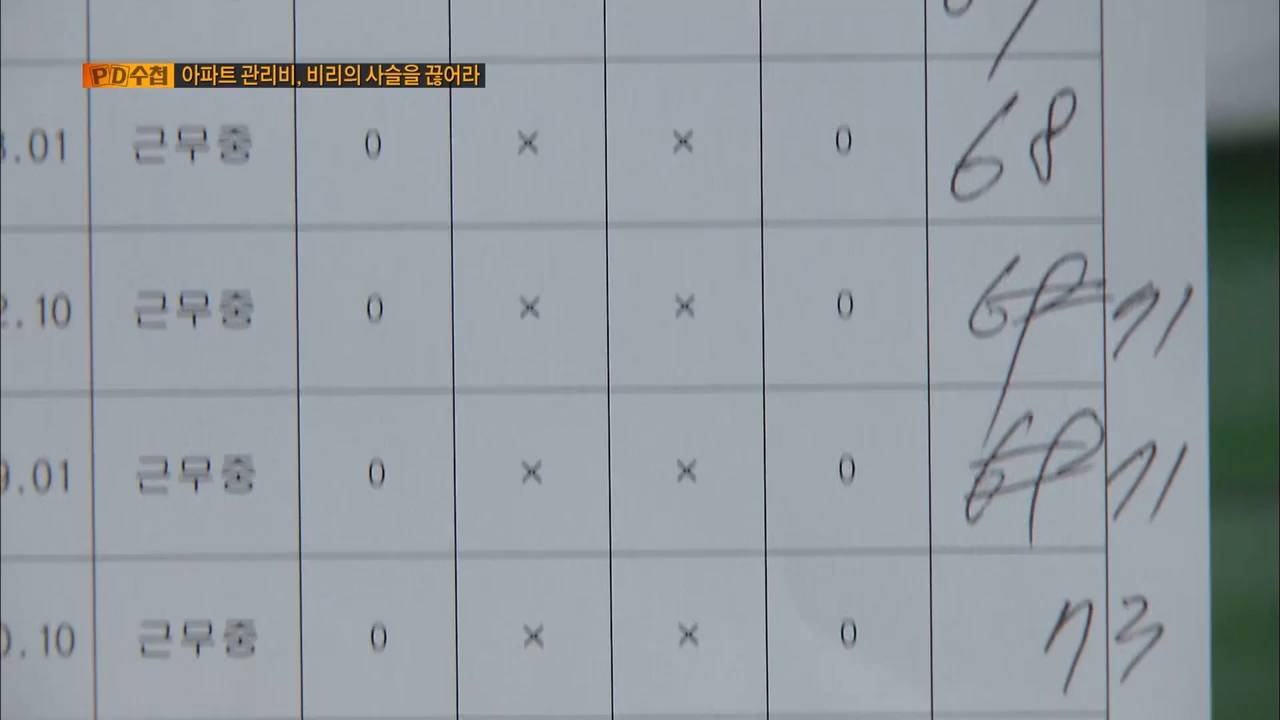 PD수첩 아파트 관리비, 비리의 사슬을 끊어라
.01 근무중 0 × × 0 68
.10 근무중 0 × × 0 69 71
.01 근무중 0 × × 0 69 71
.10 근무중 0 × × 0 73